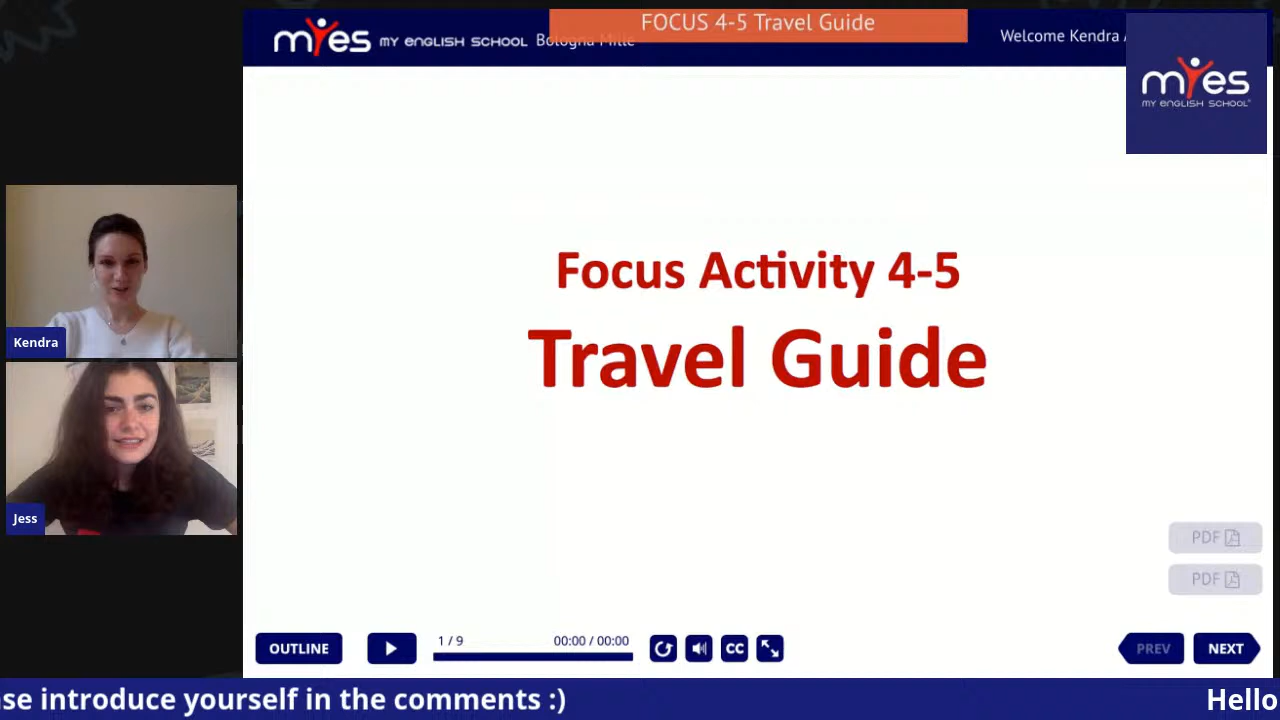 FOCUS 4-5 Travel Guide
myes MY ENGLISH SCHOOL Bologna Mille
Welcome Kendra
myes
MY ENGLISH SCHOOL
Focus Activity 4-5
Travel Guide
Kendra
Jess
PDF
PDF
OUTLINE
1 / 9
00:00 / 00:00
CC
PREV
NEXT
se introduce yourself in the comments :)
Hello